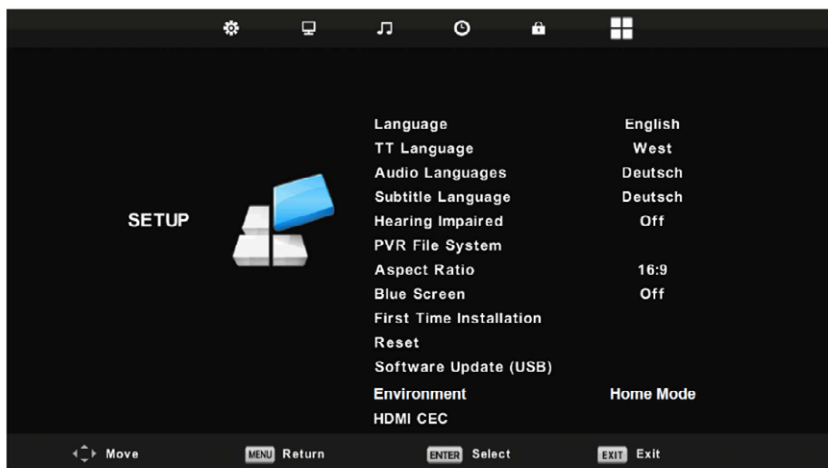 Language English
TT Language West
Audio Languages Deutsch
Subtitle Language Deutsch
SETUP
Hearing Impaired Off
PVR File System
Aspect Ratio 16:9
Blue Screen Off
First Time Installation
Reset
Software Update (USB)
Environment Home Mode
HDMI CEC
Move MENU Return ENTER Select EXIT Exit